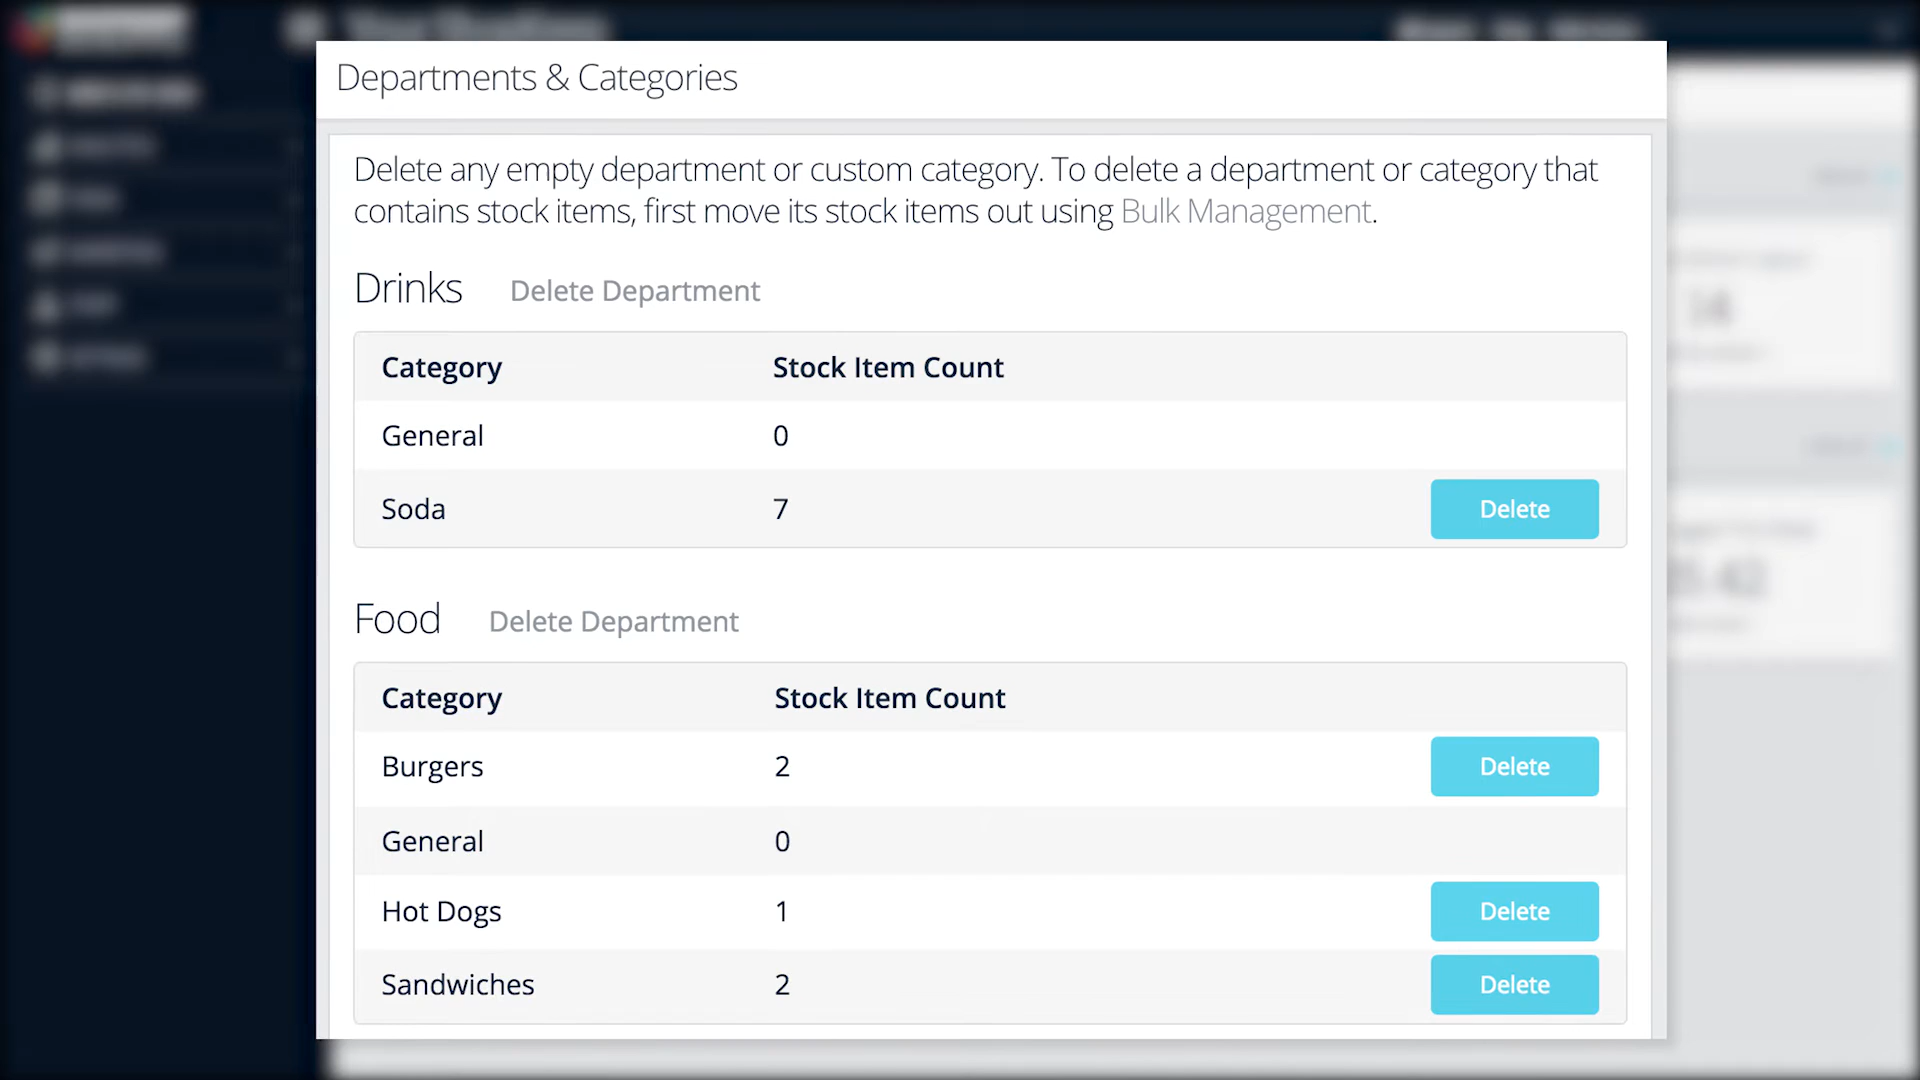 Departments & Categories
Delete any empty department or custom category. To delete a department or category that
contains stock items, first move its stock items out using Bulk Management.
Drinks Delete Department
Category Stock Item Count
General 0
Soda 7 Delete
Food Delete Department
Category Stock Item Count
Burgers 2 Delete
General 0
Hot Dogs 1 Delete
Sandwiches 2 Delete